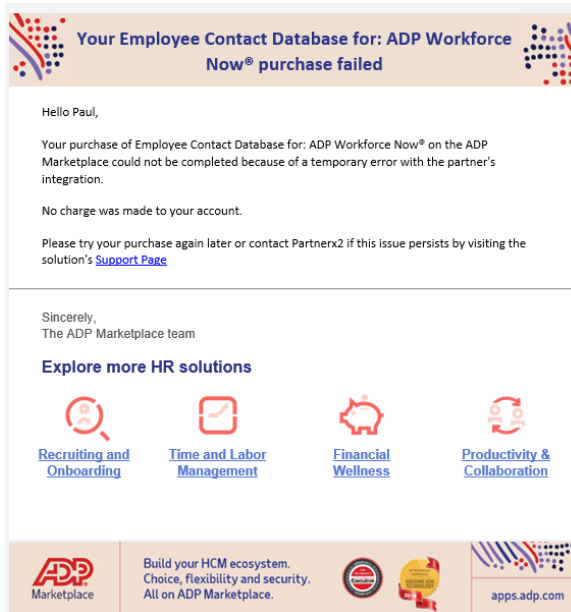 Your Employee Contact Database for: ADP Workforce
Now® purchase failed
Hello Paul,
Your purchase of Employee Contact Database for: ADP Workforce Now® on the ADP
Marketplace could not be completed because of a temporary error with the partner's
integration.
No charge was made to your account.
Please try your purchase again later or contact Partnerx2 if this issue persists by visiting the
solution's Support Page
Sincerely,
The ADP Marketplace team
Explore more HR solutions
Recruiting and
Onboarding
Time and Labor
Management
Financial
Wellness
Productivity &
Collaboration
ADP
Marketplace
Build your HCM ecosystem.
Choice, flexibility and security.
All on ADP Marketplace.
Executive
apps.adp.com